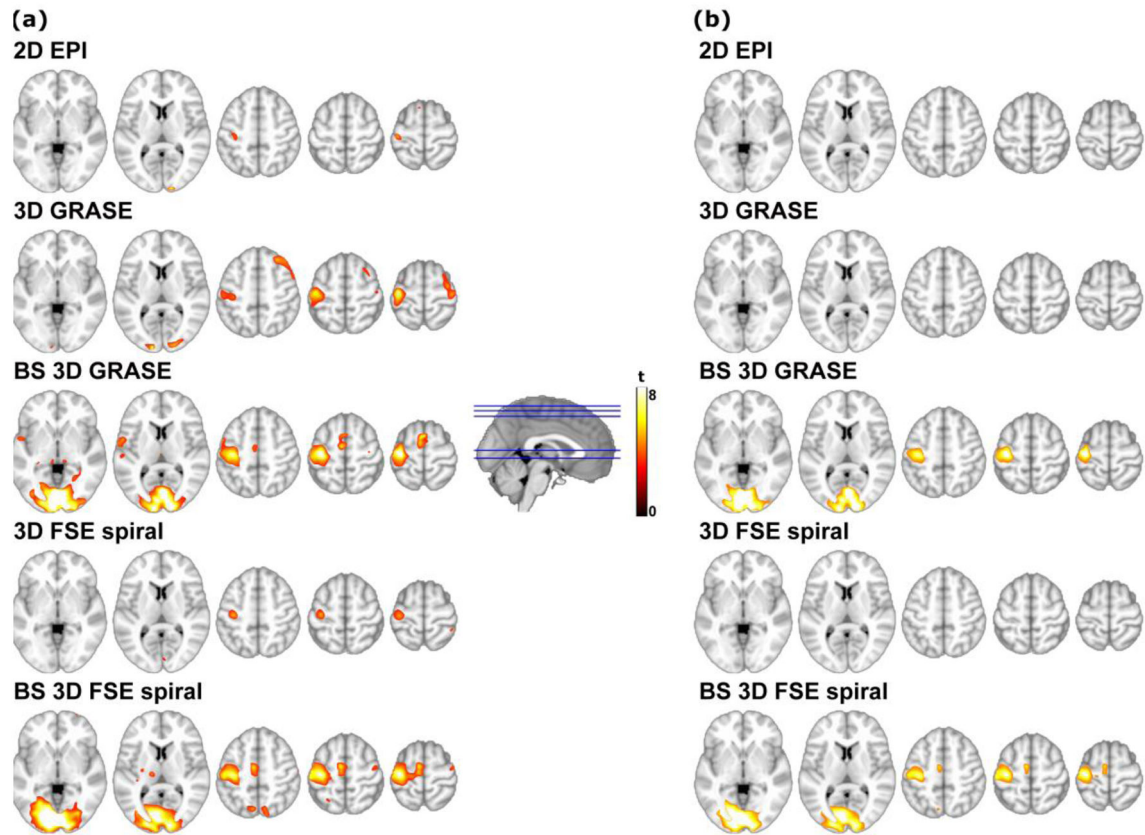 (a)
2D EPI
3D GRASE
BS 3D GRASE
3D FSE spiral
BS 3D FSE spiral
t
8
0
(b)
2D EPI
3D GRASE
BS 3D GRASE
3D FSE spiral
BS 3D FSE spiral